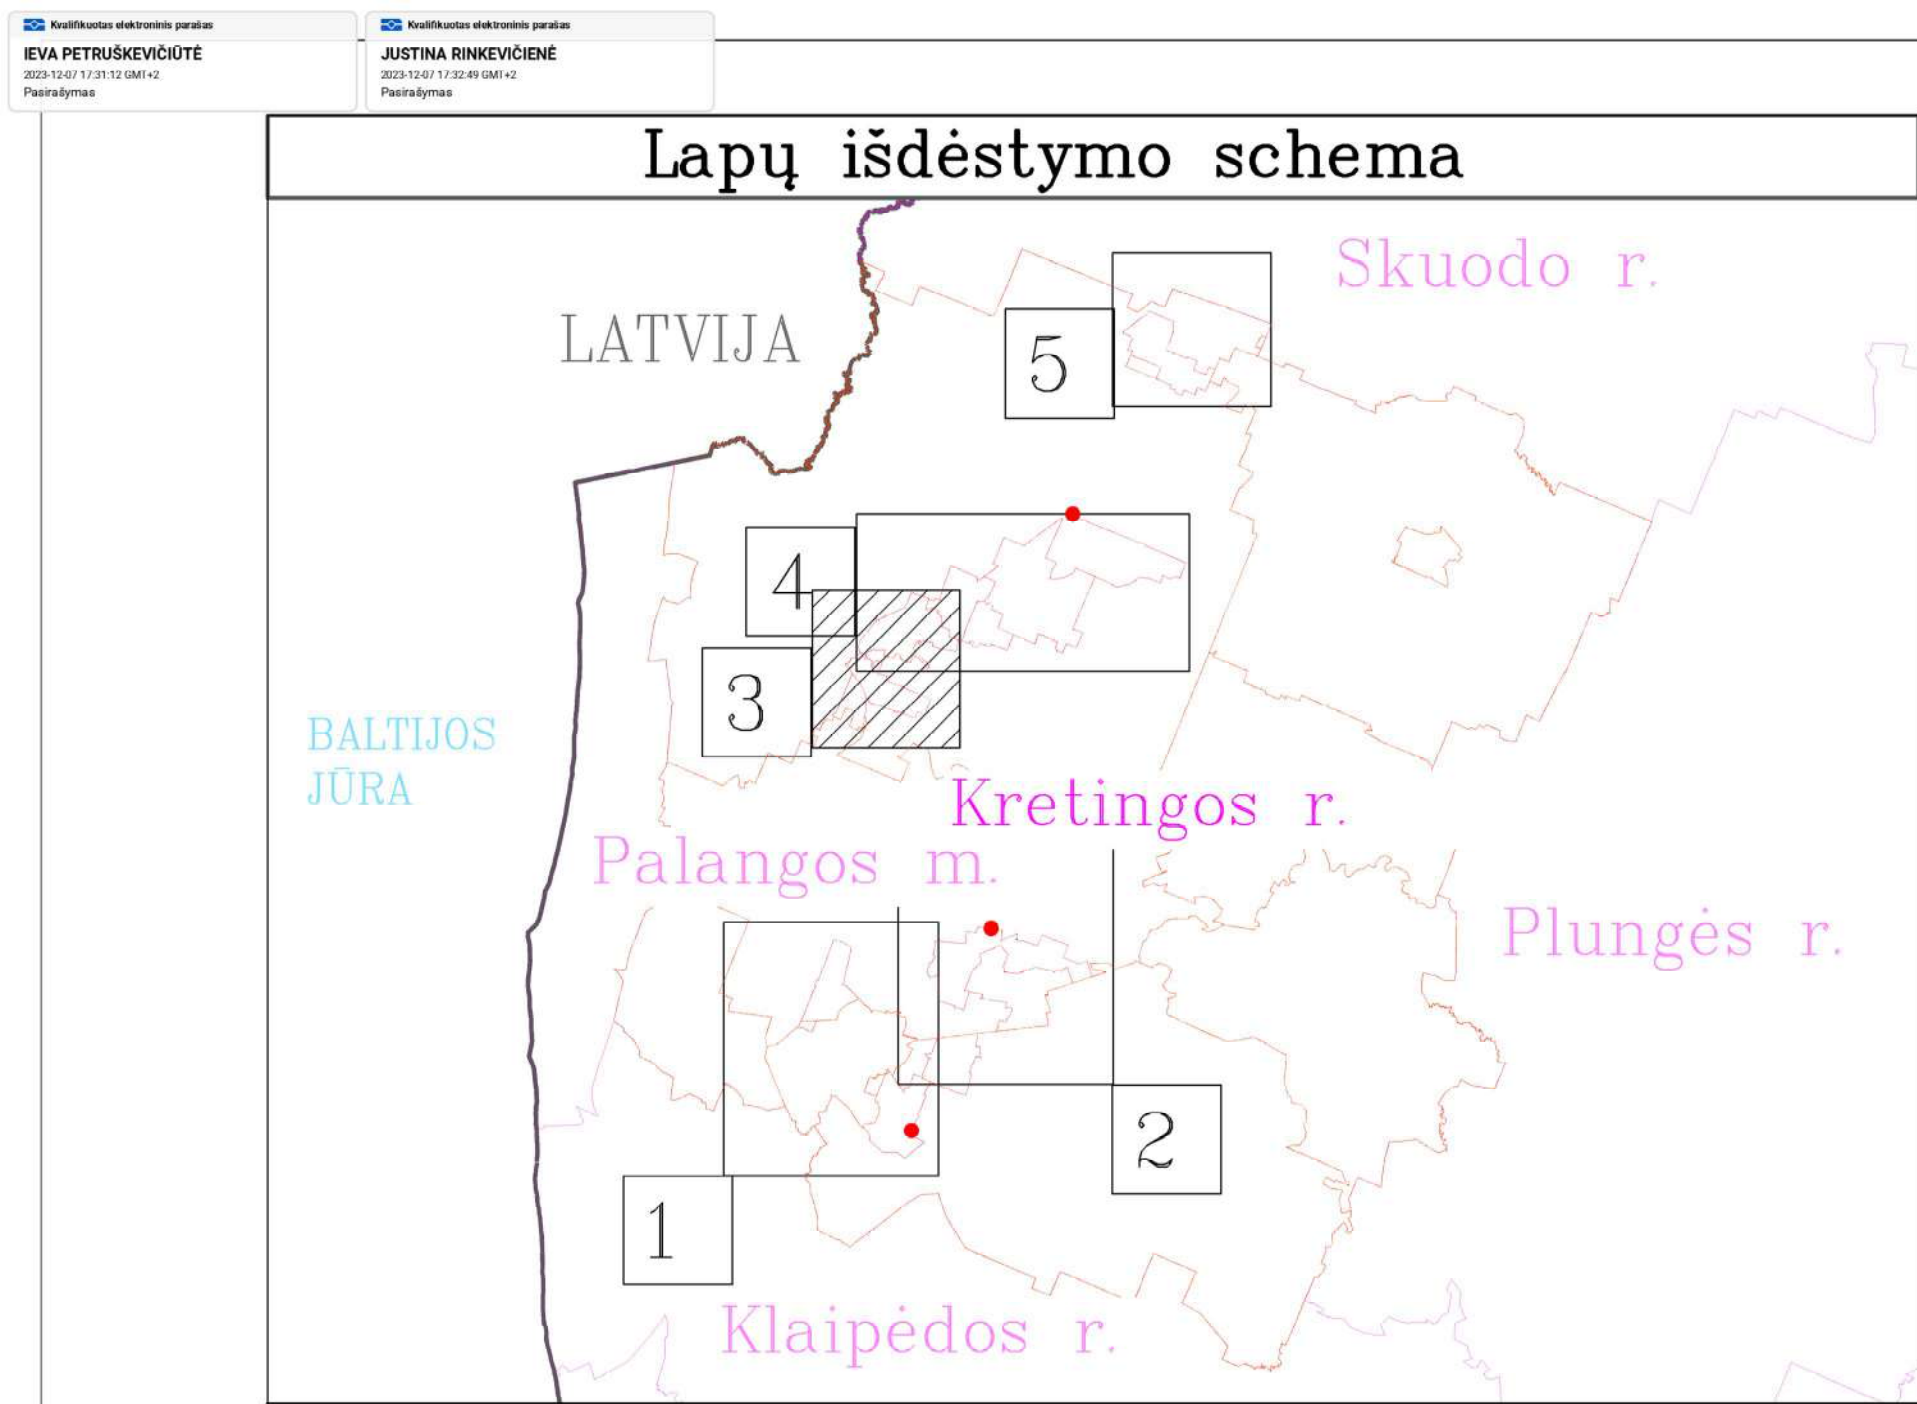 Kvalifikuotas elektroninis parašas
IEVA PETRUŠKEVIČIŪTĖ
2023-12-07 17:31:12 GMT+2
Pasirašymas
Kvalifikuotas elektroninis parašas
JUSTINA RINKEVIČIENĖ
2023-12-07 17:32:49 GMT+2
Pasirašymas
Lapų išdėstymo schema
Skuodo r.
LATVIJA
5
4
3
BALTIJOS
JŪRA
Kretingos r.
Palangos m.
Plungės r.
2
1
Klaipėdos r.